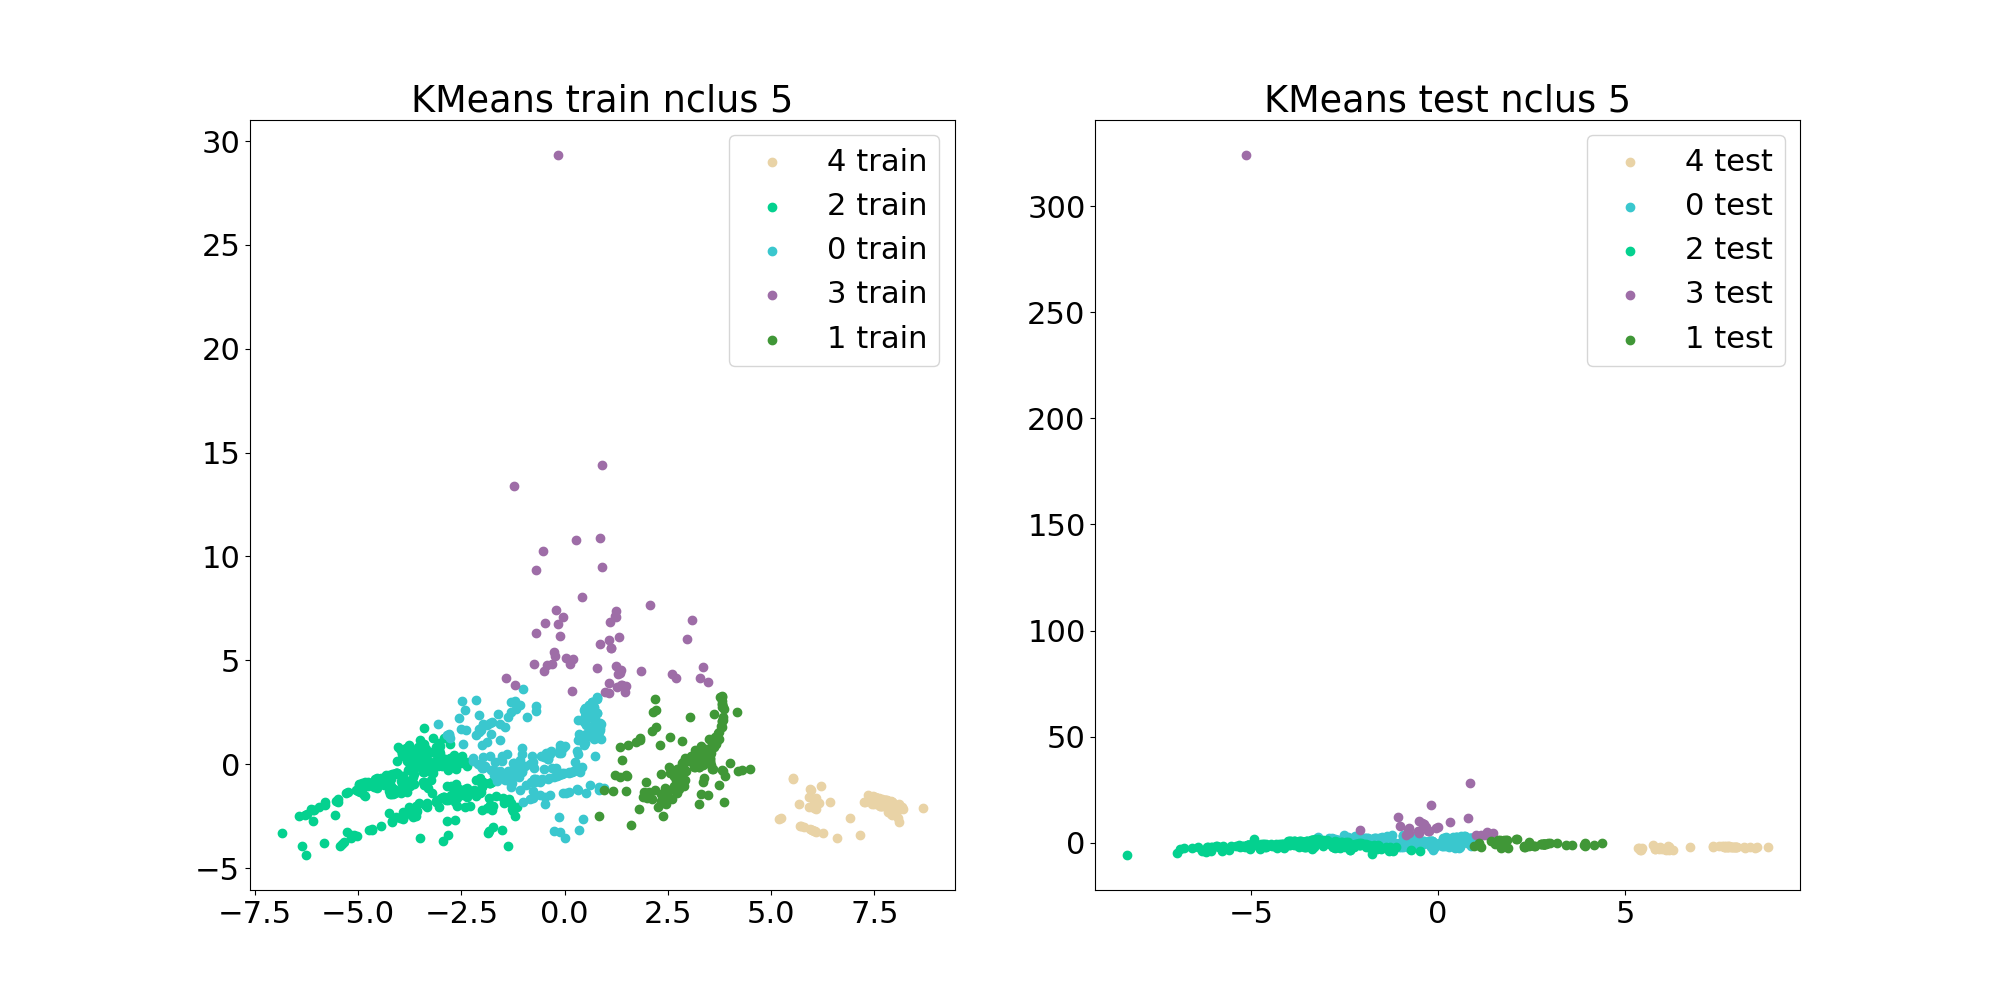 KMeans train nclus 5
30
25
20
15
10
5
0
−5
−7.5 −5.0 −2.5 0.0 2.5 5.0 7.5
4 train
2 train
0 train
3 train
1 train
KMeans test nclus 5
300
250
200
150
100
50
0
−5 0 5
4 test
0 test
2 test
3 test
1 test